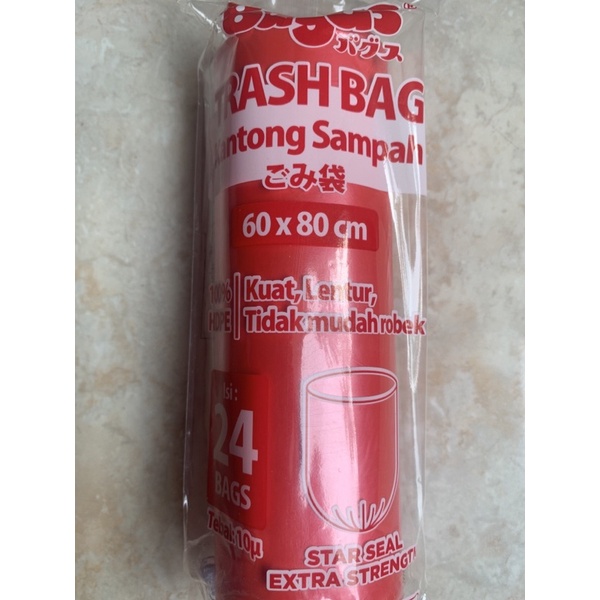 Bagus
バグス
TRASH BAG
Kantong Sampah
ごみ袋
60 x 80 cm
100% HDPE
Kuat, Lentur,
Tidak mudah robek
Isi :
24
BAGS
Tebal: 10μ
STAR SEAL
EXTRA STRENGTH